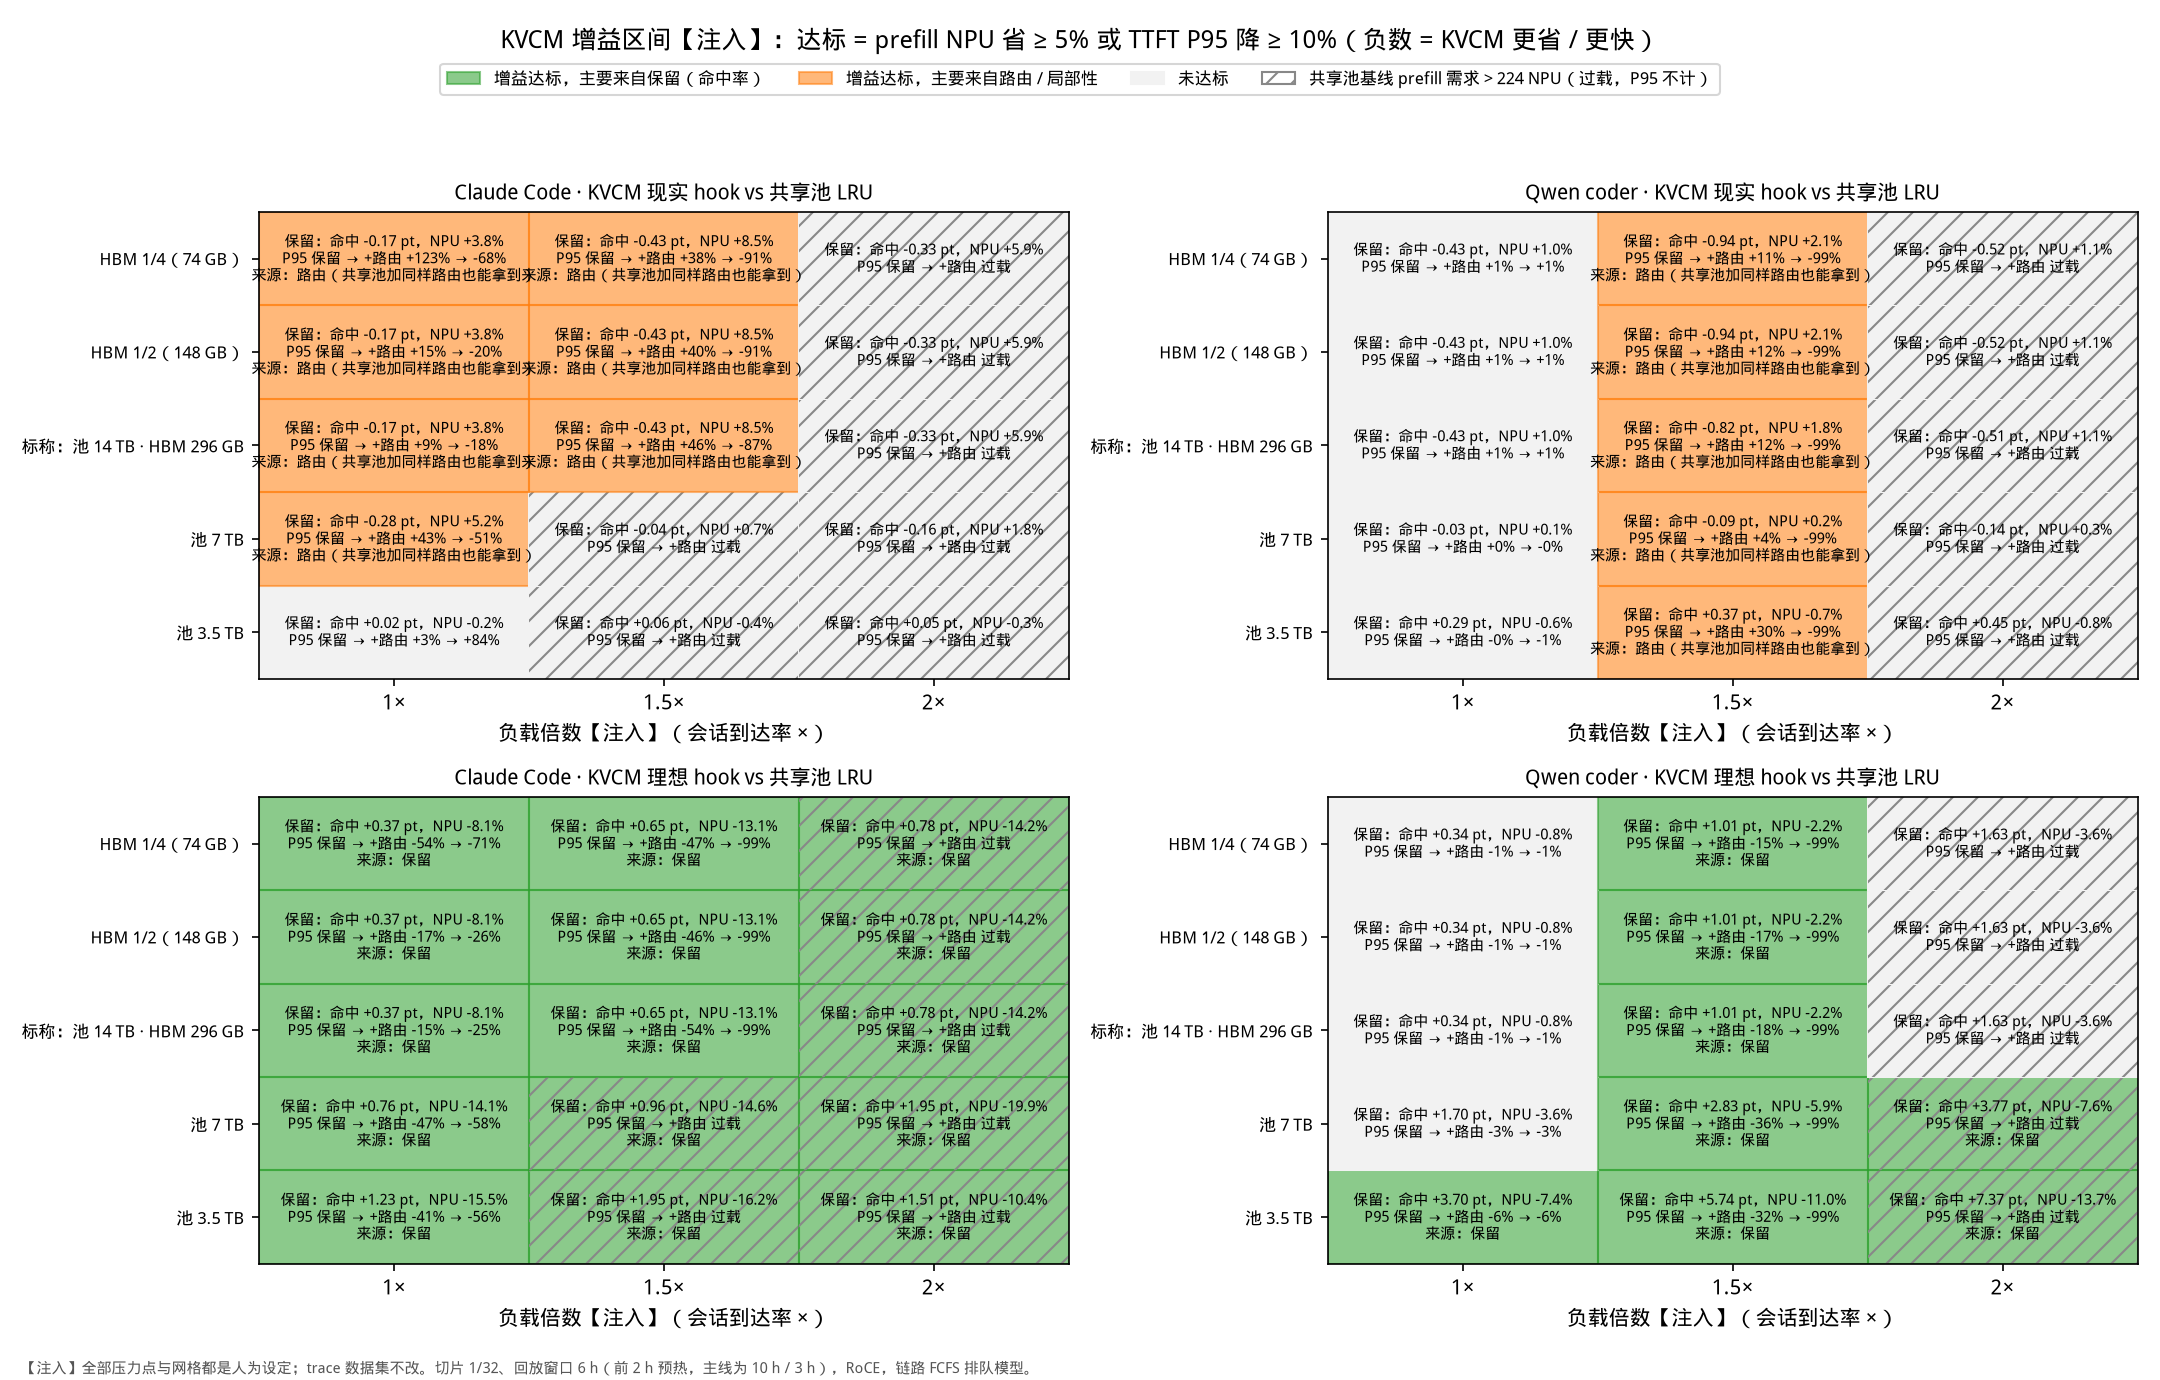 KVCM 增益区间【注入】：达标 = prefill NPU 省 ≥ 5% 或 TTFT P95 降 ≥ 10%（负数 = KVCM 更省 / 更快）
增益达标，主要来自保留（命中率）
增益达标，主要来自路由 / 局部性
未达标
共享池基线 prefill 需求 > 224 NPU（过载，P95 不计）
Claude Code · KVCM 现实 hook vs 共享池 LRU
HBM 1/4（74 GB）
保留：命中 -0.17 pt，NPU +3.8%
P95 保留 → +路由 +123% → -68%
来源：路由（共享池加同样路由也能拿到）
保留：命中 -0.43 pt，NPU +8.5%
P95 保留 → +路由 +38% → -91%
来源：路由（共享池加同样路由也能拿到）
保留：命中 -0.33 pt，NPU +5.9%
P95 保留 → +路由 过载
HBM 1/2（148 GB）
保留：命中 -0.17 pt，NPU +3.8%
P95 保留 → +路由 +15% → -20%
来源：路由（共享池加同样路由也能拿到）
保留：命中 -0.43 pt，NPU +8.5%
P95 保留 → +路由 +40% → -91%
来源：路由（共享池加同样路由也能拿到）
保留：命中 -0.33 pt，NPU +5.9%
P95 保留 → +路由 过载
标称：池 14 TB · HBM 296 GB
保留：命中 -0.17 pt，NPU +3.8%
P95 保留 → +路由 +9% → -18%
来源：路由（共享池加同样路由也能拿到）
保留：命中 -0.43 pt，NPU +8.5%
P95 保留 → +路由 +46% → -87%
来源：路由（共享池加同样路由也能拿到）
保留：命中 -0.33 pt，NPU +5.9%
P95 保留 → +路由 过载
池 7 TB
保留：命中 -0.28 pt，NPU +5.2%
P95 保留 → +路由 +43% → -51%
来源：路由（共享池加同样路由也能拿到）
保留：命中 -0.04 pt，NPU +0.7%
P95 保留 → +路由 过载
保留：命中 -0.16 pt，NPU +1.8%
P95 保留 → +路由 过载
池 3.5 TB
保留：命中 +0.02 pt，NPU -0.2%
P95 保留 → +路由 +3% → +84%
保留：命中 +0.06 pt，NPU -0.4%
P95 保留 → +路由 过载
保留：命中 +0.05 pt，NPU -0.3%
P95 保留 → +路由 过载
1×
1.5×
2×
负载倍数【注入】（会话到达率 ×）
Qwen coder · KVCM 现实 hook vs 共享池 LRU
HBM 1/4（74 GB）
保留：命中 -0.43 pt，NPU +1.0%
P95 保留 → +路由 +1% → +1%
保留：命中 -0.94 pt，NPU +2.1%
P95 保留 → +路由 +11% → -99%
来源：路由（共享池加同样路由也能拿到）
保留：命中 -0.52 pt，NPU +1.1%
P95 保留 → +路由 过载
HBM 1/2（148 GB）
保留：命中 -0.43 pt，NPU +1.0%
P95 保留 → +路由 +1% → +1%
保留：命中 -0.94 pt，NPU +2.1%
P95 保留 → +路由 +12% → -99%
来源：路由（共享池加同样路由也能拿到）
保留：命中 -0.52 pt，NPU +1.1%
P95 保留 → +路由 过载
标称：池 14 TB · HBM 296 GB
保留：命中 -0.43 pt，NPU +1.0%
P95 保留 → +路由 +1% → +1%
保留：命中 -0.82 pt，NPU +1.8%
P95 保留 → +路由 +12% → -99%
来源：路由（共享池加同样路由也能拿到）
保留：命中 -0.51 pt，NPU +1.1%
P95 保留 → +路由 过载
池 7 TB
保留：命中 -0.03 pt，NPU +0.1%
P95 保留 → +路由 +0% → -0%
保留：命中 -0.09 pt，NPU +0.2%
P95 保留 → +路由 +4% → -99%
来源：路由（共享池加同样路由也能拿到）
保留：命中 -0.14 pt，NPU +0.3%
P95 保留 → +路由 过载
池 3.5 TB
保留：命中 +0.29 pt，NPU -0.6%
P95 保留 → +路由 -0% → -1%
保留：命中 +0.37 pt，NPU -0.7%
P95 保留 → +路由 +30% → -99%
来源：路由（共享池加同样路由也能拿到）
保留：命中 +0.45 pt，NPU -0.8%
P95 保留 → +路由 过载
1×
1.5×
2×
负载倍数【注入】（会话到达率 ×）
Claude Code · KVCM 理想 hook vs 共享池 LRU
HBM 1/4（74 GB）
保留：命中 +0.37 pt，NPU -8.1%
P95 保留 → +路由 -54% → -71%
来源：保留
保留：命中 +0.65 pt，NPU -13.1%
P95 保留 → +路由 -47% → -99%
来源：保留
保留：命中 +0.78 pt，NPU -14.2%
P95 保留 → +路由 过载
来源：保留
HBM 1/2（148 GB）
保留：命中 +0.37 pt，NPU -8.1%
P95 保留 → +路由 -17% → -26%
来源：保留
保留：命中 +0.65 pt，NPU -13.1%
P95 保留 → +路由 -46% → -99%
来源：保留
保留：命中 +0.78 pt，NPU -14.2%
P95 保留 → +路由 过载
来源：保留
标称：池 14 TB · HBM 296 GB
保留：命中 +0.37 pt，NPU -8.1%
P95 保留 → +路由 -15% → -25%
来源：保留
保留：命中 +0.65 pt，NPU -13.1%
P95 保留 → +路由 -54% → -99%
来源：保留
保留：命中 +0.78 pt，NPU -14.2%
P95 保留 → +路由 过载
来源：保留
池 7 TB
保留：命中 +0.76 pt，NPU -14.1%
P95 保留 → +路由 -47% → -58%
来源：保留
保留：命中 +0.96 pt，NPU -14.6%
P95 保留 → +路由 过载
来源：保留
保留：命中 +1.95 pt，NPU -19.9%
P95 保留 → +路由 过载
来源：保留
池 3.5 TB
保留：命中 +1.23 pt，NPU -15.5%
P95 保留 → +路由 -41% → -56%
来源：保留
保留：命中 +1.95 pt，NPU -16.2%
P95 保留 → +路由 过载
来源：保留
保留：命中 +1.51 pt，NPU -10.4%
P95 保留 → +路由 过载
来源：保留
1×
1.5×
2×
负载倍数【注入】（会话到达率 ×）
Qwen coder · KVCM 理想 hook vs 共享池 LRU
HBM 1/4（74 GB）
保留：命中 +0.34 pt，NPU -0.8%
P95 保留 → +路由 -1% → -1%
保留：命中 +1.01 pt，NPU -2.2%
P95 保留 → +路由 -15% → -99%
来源：保留
保留：命中 +1.63 pt，NPU -3.6%
P95 保留 → +路由 过载
HBM 1/2（148 GB）
保留：命中 +0.34 pt，NPU -0.8%
P95 保留 → +路由 -1% → -1%
保留：命中 +1.01 pt，NPU -2.2%
P95 保留 → +路由 -17% → -99%
来源：保留
保留：命中 +1.63 pt，NPU -3.6%
P95 保留 → +路由 过载
标称：池 14 TB · HBM 296 GB
保留：命中 +0.34 pt，NPU -0.8%
P95 保留 → +路由 -1% → -1%
保留：命中 +1.01 pt，NPU -2.2%
P95 保留 → +路由 -18% → -99%
来源：保留
保留：命中 +1.63 pt，NPU -3.6%
P95 保留 → +路由 过载
池 7 TB
保留：命中 +1.70 pt，NPU -3.6%
P95 保留 → +路由 -3% → -3%
保留：命中 +2.83 pt，NPU -5.9%
P95 保留 → +路由 -36% → -99%
来源：保留
保留：命中 +3.77 pt，NPU -7.6%
P95 保留 → +路由 过载
来源：保留
池 3.5 TB
保留：命中 +3.70 pt，NPU -7.4%
P95 保留 → +路由 -6% → -6%
来源：保留
保留：命中 +5.74 pt，NPU -11.0%
P95 保留 → +路由 -32% → -99%
来源：保留
保留：命中 +7.37 pt，NPU -13.7%
P95 保留 → +路由 过载
来源：保留
1×
1.5×
2×
负载倍数【注入】（会话到达率 ×）
【注入】全部压力点与网格都是人为设定；trace 数据集不改。切片 1/32、回放窗口 6 h（前 2 h 预热，主线为 10 h / 3 h），RoCE，链路 FCFS 排队模型。